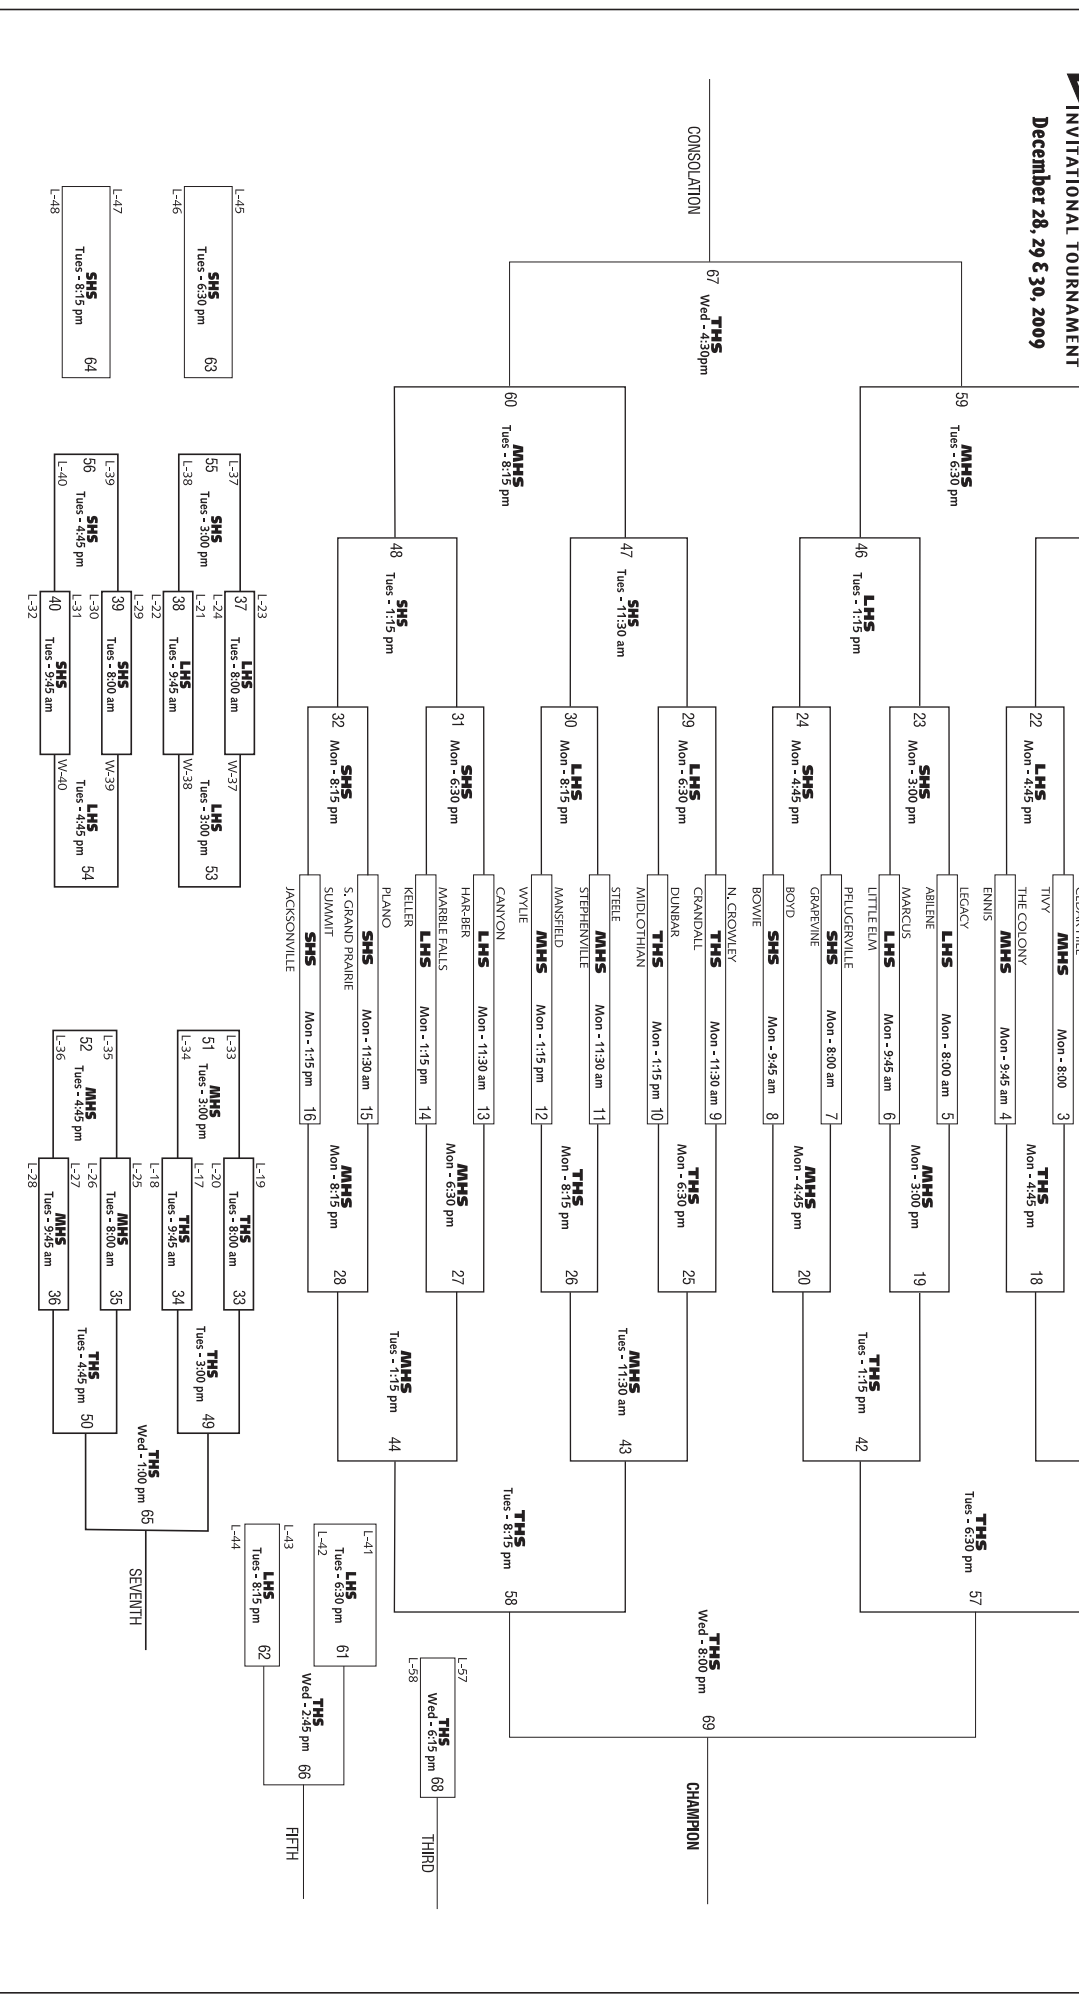 INVITATIONAL TOURNAMENT
December 28, 29 & 30, 2009
TIVY
MHS Mon - 8:00 3
THE COLONY
MHS Mon - 9:45 am 4
ENNIS
LEGACY
LHS Mon - 8:00 am 5
ABILENE
MARCUS
LHS Mon - 9:45 am 6
LITTLE ELM
PFLUGERVILLE
SHS Mon - 8:00 am 7
GRAPEVINE
BOYD
SHS Mon - 9:45 am 8
BOWIE
N. CROWLEY
THS Mon - 11:30 am 9
CRANDALL
DUNBAR
THS Mon - 1:15 pm 10
MIDLOTHIAN
STEELE
MHS Mon - 11:30 am 11
STEPHENVILLE
MANSFIELD
MHS Mon - 1:15 pm 12
WYLIE
CANYON
LHS Mon - 11:30 am 13
HAR-BER
MARBLE FALLS
LHS Mon - 1:15 pm 14
KELLER
PLANO
SHS Mon - 11:30 am 15
S. GRAND PRAIRIE
SUMMIT
SHS Mon - 1:15 pm 16
JACKSONVILLE
22
LHS
Mon - 4:45 pm
23
SHS
Mon - 3:00 pm
24
SHS
Mon - 4:45 pm
29
LHS
Mon - 6:30 pm
30
LHS
Mon - 8:15 pm
31
SHS
Mon - 6:30 pm
32
SHS
Mon - 8:15 pm
46
LHS
Tues - 1:15 pm
47
SHS
Tues - 11:30 am
48
SHS
Tues - 1:15 pm
59
MHS
Tues - 6:30 pm
60
MHS
Tues - 8:15 pm
67
THS
Wed - 4:30pm
CONSOLATION
THS
Mon - 4:45 pm
18
MHS
Mon - 3:00 pm
19
MHS
Mon - 4:45 pm
20
THS
Mon - 6:30 pm
25
THS
Mon - 8:15 pm
26
MHS
Mon - 6:30 pm
27
MHS
Mon - 8:15 pm
28
THS
Tues - 1:15 pm
42
MHS
Tues - 11:30 am
43
MHS
Tues - 1:15 pm
44
THS
Tues - 6:30 pm
57
THS
Tues - 8:15 pm
58
THS
Wed - 8:00 pm
69
CHAMPION
L-57
THS
Wed - 6:15 pm 68
L-58
THIRD
L-41
LHS
Tues - 6:30 pm
61
L-42
L-43
LHS
Tues - 8:15 pm
62
L-44
THS
Wed - 2:45 pm
66
FIFTH
L-45
SHS
Tues - 6:30 pm
63
L-46
L-47
SHS
Tues - 8:15 pm
64
L-48
L-37
55
SHS
Tues - 3:00 pm
L-38
L-39
56
SHS
Tues - 4:45 pm
L-40
L-23
37
LHS
Tues - 8:00 am
L-24
L-21
38
LHS
Tues - 9:45 am
L-22
L-29
39
SHS
Tues - 8:00 am
L-30
L-31
40
SHS
Tues - 9:45 am
L-32
W-37
LHS
Tues - 3:00 pm
53
W-38
W-39
LHS
Tues - 4:45 pm
54
W-40
L-33
51
MHS
Tues - 3:00 pm
L-34
L-35
52
MHS
Tues - 4:45 pm
L-36
L-19
THS
Tues - 8:00 am
33
L-20
L-17
THS
Tues - 9:45 am
34
L-18
L-25
MHS
Tues - 8:00 am
35
L-26
L-27
MHS
Tues - 9:45 am
36
L-28
THS
Tues - 3:00 pm
49
THS
Tues - 4:45 pm
50
THS
Wed - 1:00 pm 65
SEVENTH